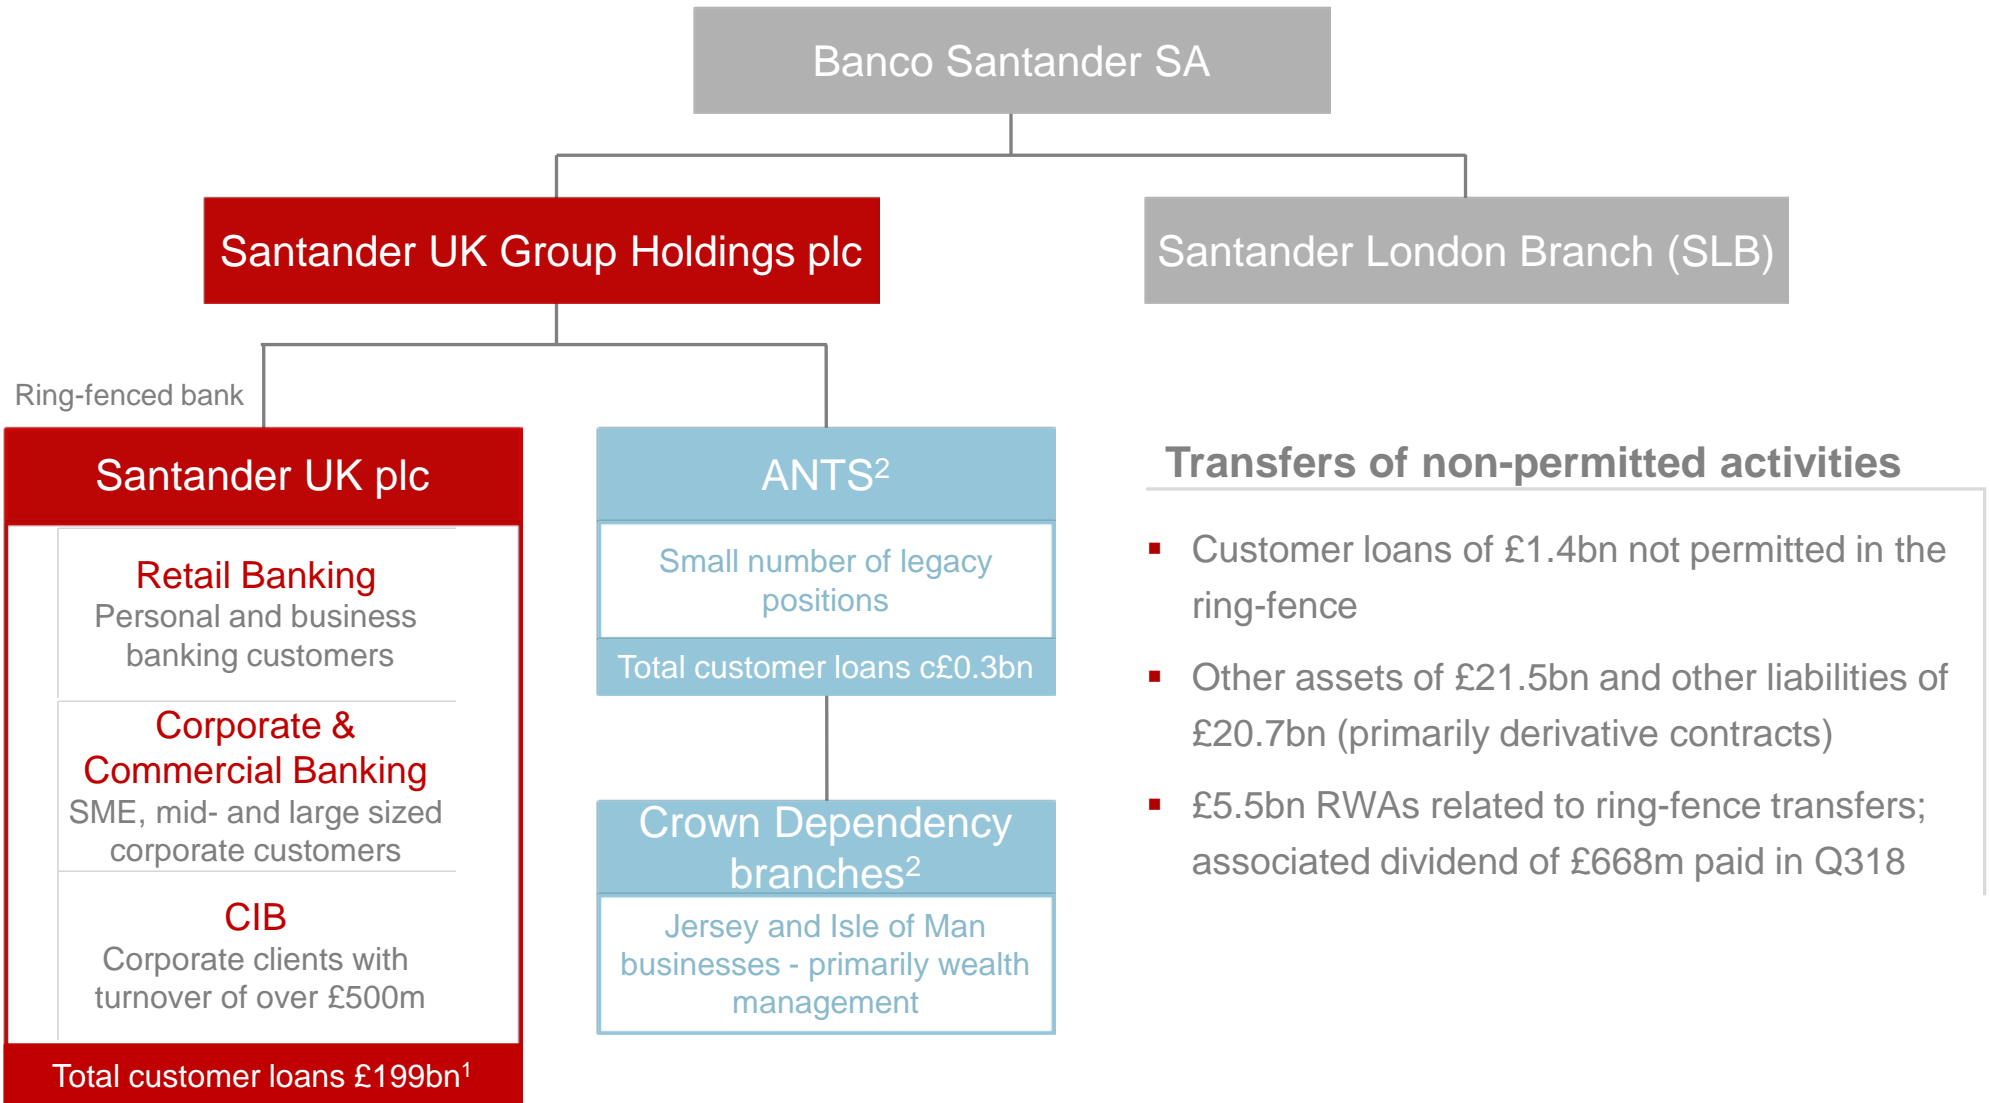 Banco Santander SA
Santander UK Group Holdings plc
Santander London Branch (SLB)
Ring-fenced bank
Santander UK plc
Retail Banking
Personal and business
banking customers
Corporate &
Commercial Banking
SME, mid- and large sized
corporate customers
CIB
Corporate clients with
turnover of over £500m
Total customer loans £199bn¹
ANTS²
Small number of legacy
positions
Total customer loans c£0.3bn
Crown Dependency
branches²
Jersey and Isle of Man
businesses - primarily wealth
management
Transfers of non-permitted activities
▪ Customer loans of £1.4bn not permitted in the
ring-fence
▪ Other assets of £21.5bn and other liabilities of
£20.7bn (primarily derivative contracts)
▪ £5.5bn RWAs related to ring-fence transfers;
associated dividend of £668m paid in Q318